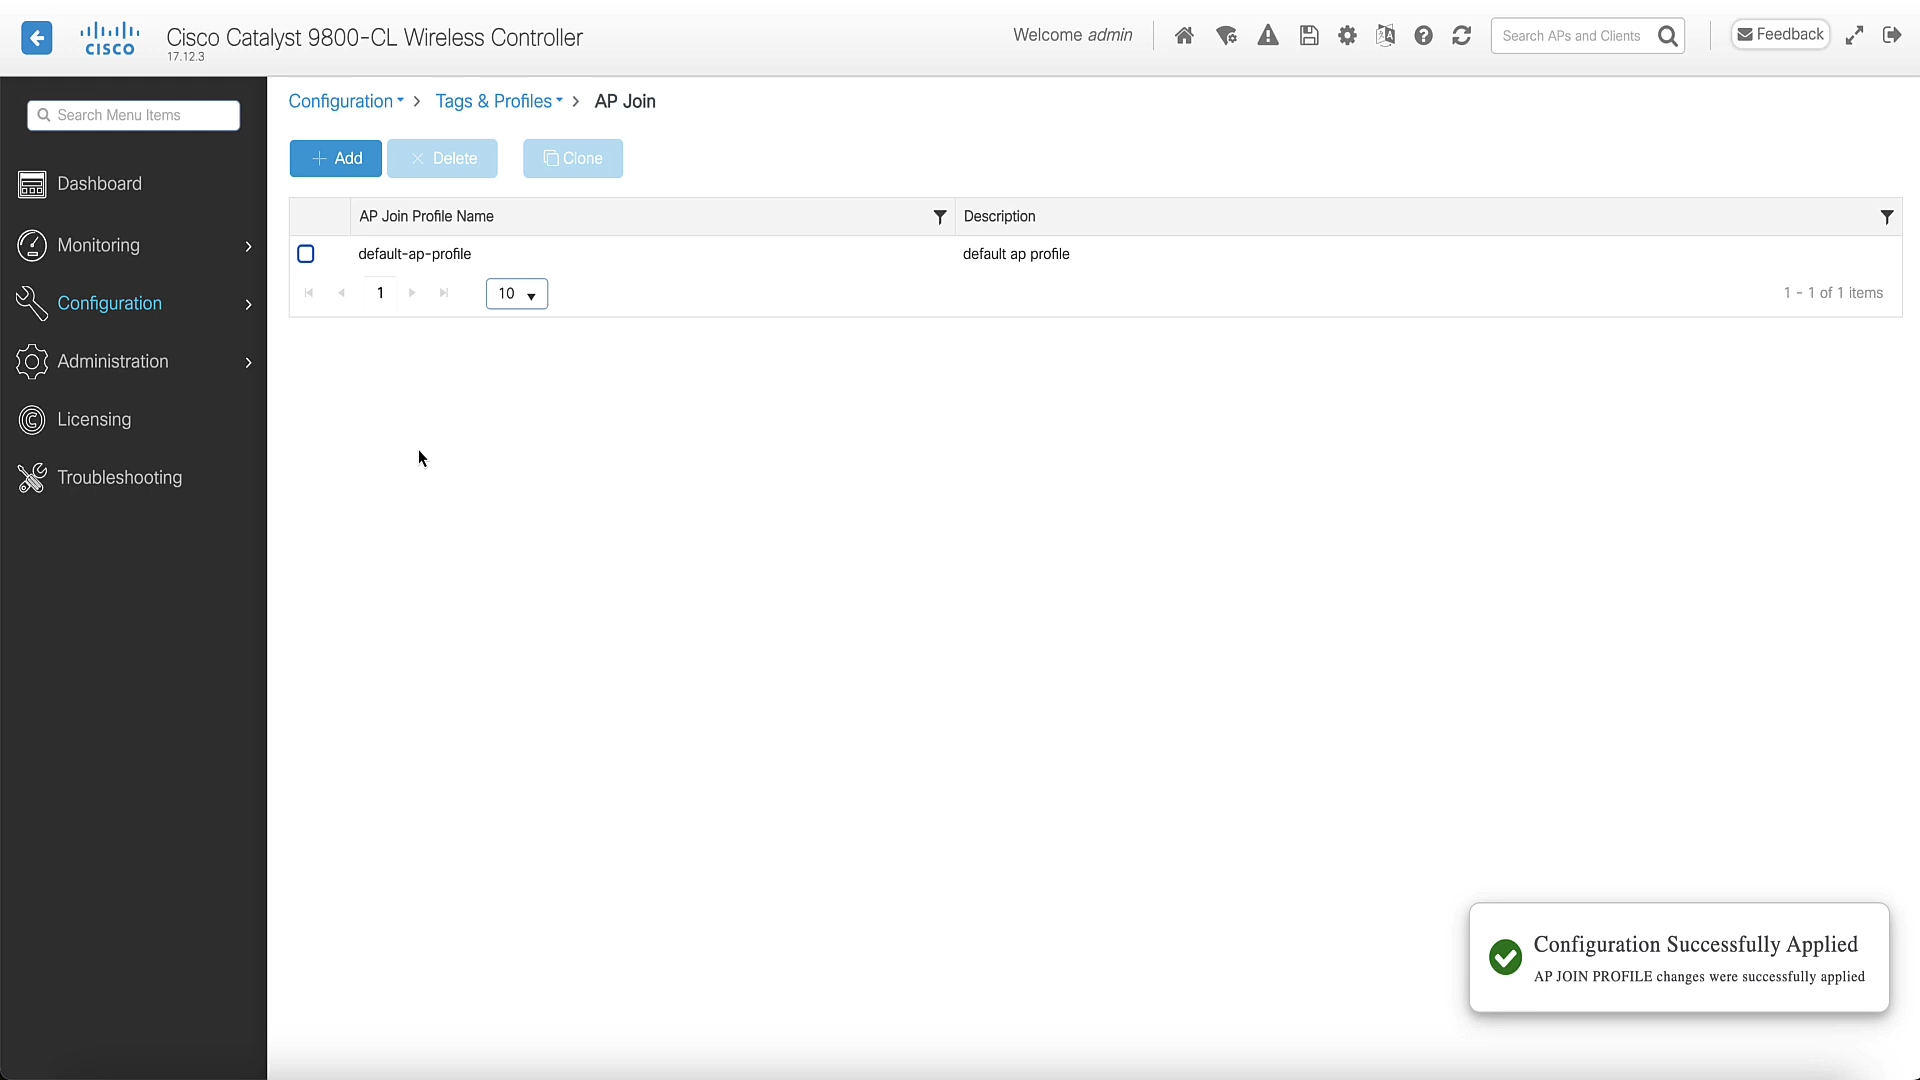 CISCO
Cisco Catalyst 9800-CL Wireless Controller
17.12.3
Welcome admin
Search APs and Clients
Feedback
Search Menu Items
Dashboard
Monitoring
Configuration
Administration
Licensing
Troubleshooting
Configuration > Tags & Profiles > AP Join
Add
Delete
Clone
AP Join Profile Name
Description
default-ap-profile
default ap profile
1
10
1 - 1 of 1 items
Configuration Successfully Applied
AP JOIN PROFILE changes were successfully applied